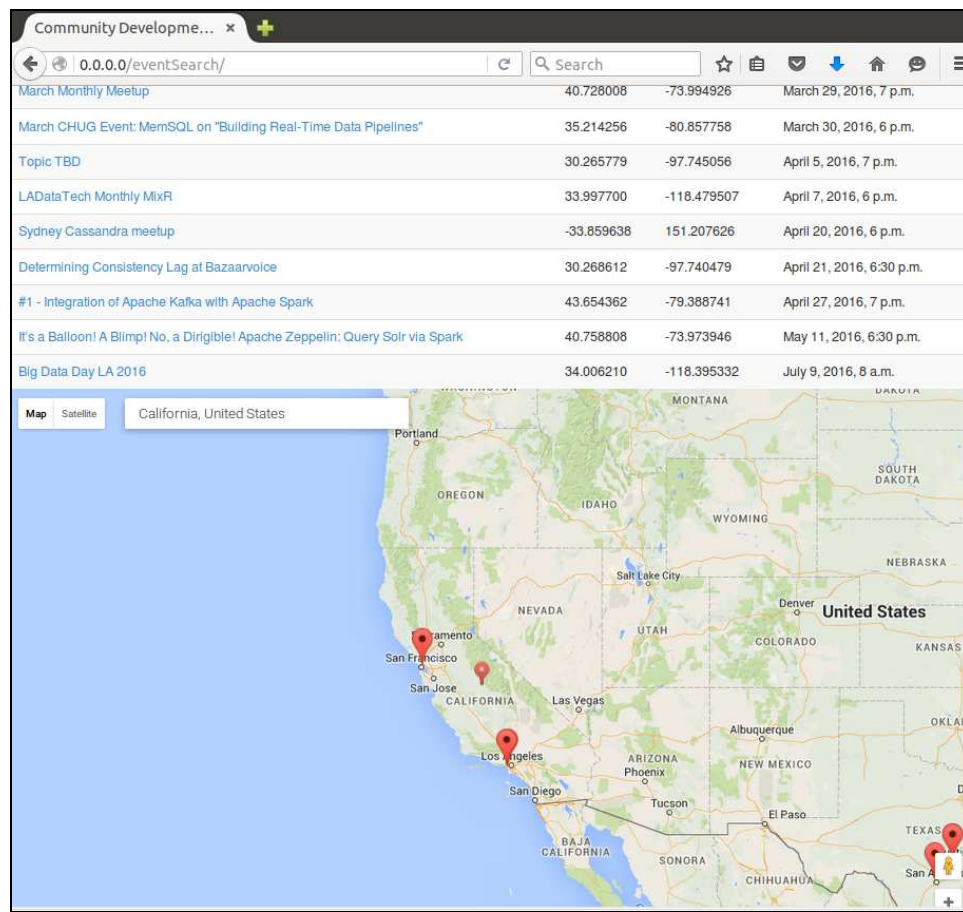 Community Developme... ×
0.0.0.0/eventSearch/ Search
March Monthly Meetup 40.728008 -73.994926 March 29, 2016, 7 p.m.
March CHUG Event: MemSQL on "Building Real-Time Data Pipelines" 35.214256 -80.857758 March 30, 2016, 6 p.m.
Topic TBD 30.265779 -97.745056 April 5, 2016, 7 p.m.
LADataTech Monthly MixR 33.997700 -118.479507 April 7, 2016, 6 p.m.
Sydney Cassandra meetup -33.859638 151.207626 April 20, 2016, 6 p.m.
Determining Consistency Lag at Bazaarvoice 30.268612 -97.740479 April 21, 2016, 6:30 p.m.
#1 - Integration of Apache Kafka with Apache Spark 43.654362 -79.388741 April 27, 2016, 7 p.m.
It's a Balloon! A Blimp! No, a Dirigible! Apache Zeppelin: Query Solr via Spark 40.758808 -73.973946 May 11, 2016, 6:30 p.m.
Big Data Day LA 2016 34.006210 -118.395332 July 9, 2016, 8 a.m.
Map Satellite California, United States
MONTANA
Portland
SOUTH
DAKOTA
OREGON
IDAHO
WYOMING
NEBRASKA
Salt Lake City
NEVADA
Denver
United States
UTAH
COLORADO
KANSAS
San Francisco
San Jose
CALIFORNIA
Las Vegas
Albuquerque
Los Angeles
ARIZONA
NEW MEXICO
Phoenix
San Diego
Tucson
El Paso
TEXAS
BAJA
CALIFORNIA
SONORA
CHIHUAHUA